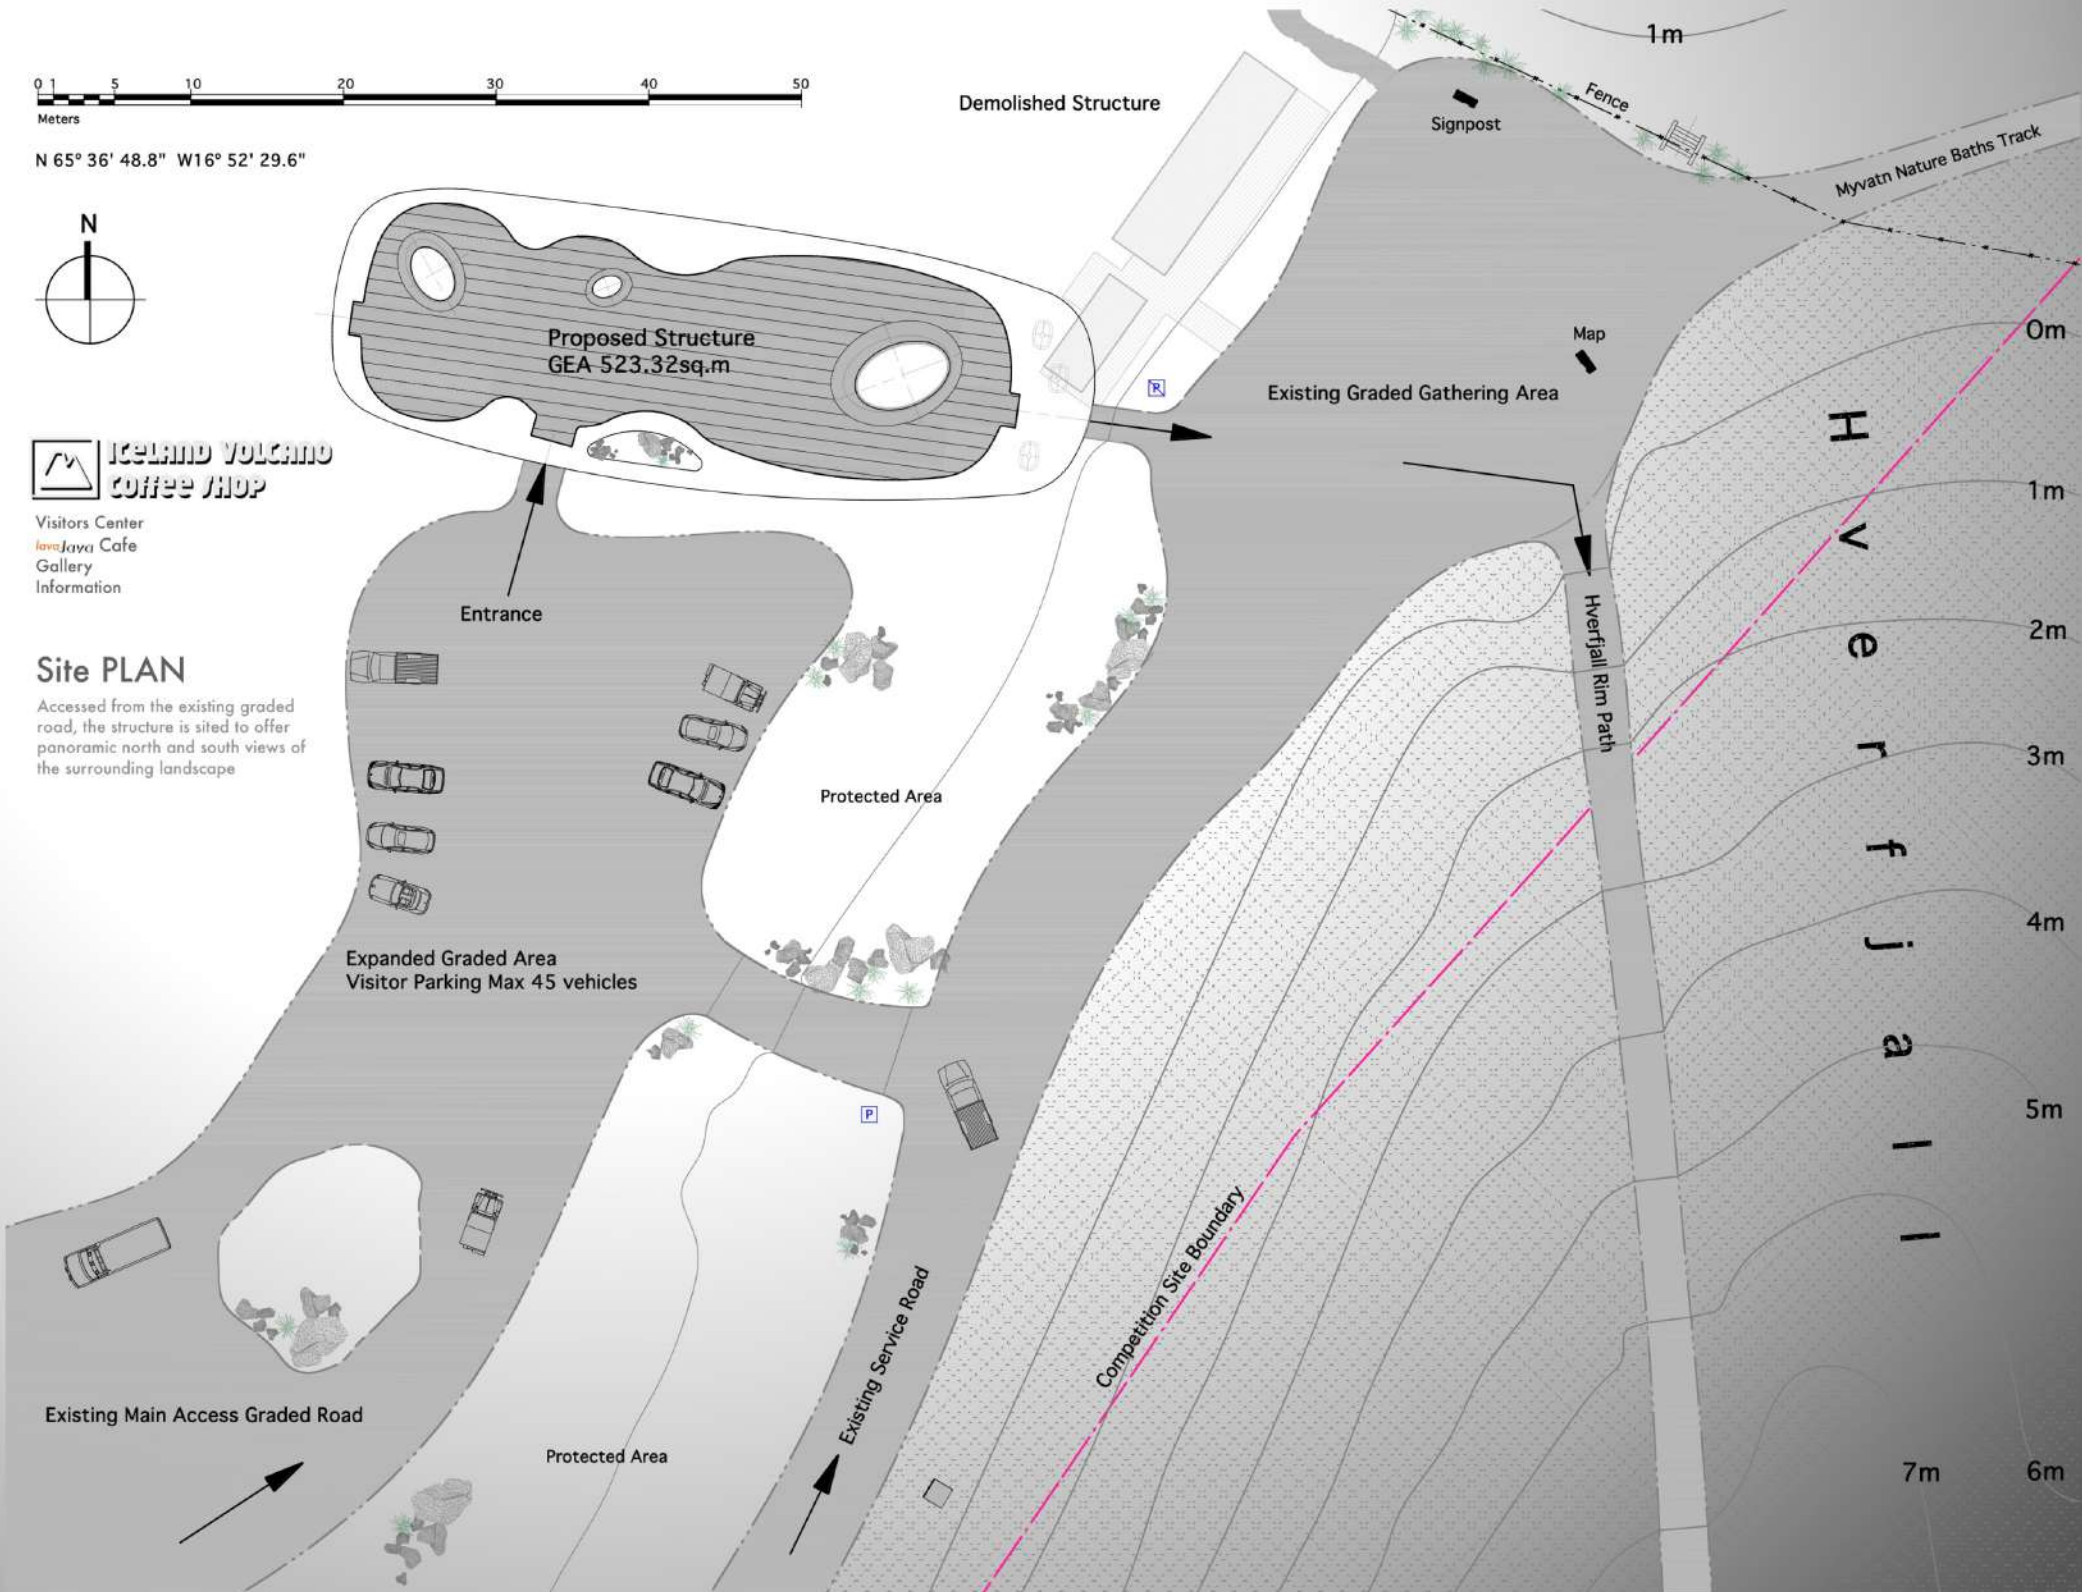 0 1 5 10 20 30 40 50
Meters
N 65º 36' 48.8" W16º 52' 29.6"
N
ICELAND VOLCANO
COFFEE SHOP
Visitors Center
lavaJava Cafe
Gallery
Information
Site PLAN
Accessed from the existing graded
road, the structure is sited to offer
panoramic north and south views of
the surrounding landscape
Demolished Structure
Proposed Structure
GEA 523.32sq.m
Entrance
Signpost
Fence
1m
Myvatn Nature Baths Track
Map
Existing Graded Gathering Area
R
Hverfjall Rim Path
Protected Area
Expanded Graded Area
Visitor Parking Max 45 vehicles
P
Existing Main Access Graded Road
Protected Area
Existing Service Road
Competition Site Boundary
Hverfjall
0m
1m
2m
3m
4m
5m
7m 6m